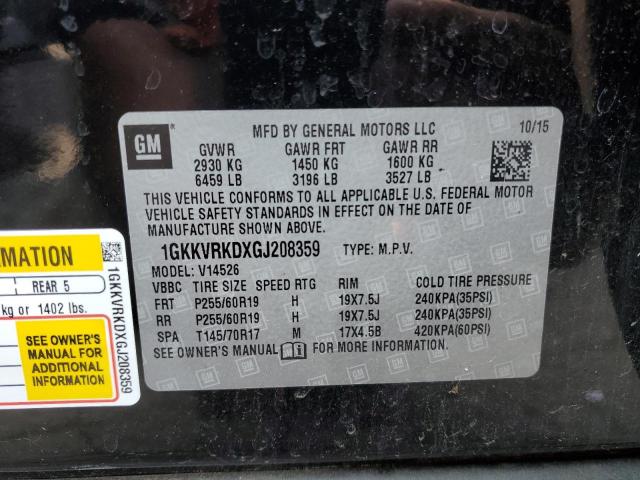 GM
MFD BY GENERAL MOTORS LLC 10/15
GVWR GAWR FRT GAWR RR
2930 KG 1450 KG 1600 KG
6459 LB 3196 LB 3527 LB
THIS VEHICLE CONFORMS TO ALL APPLICABLE U.S. FEDERAL MOTOR
VEHICLE SAFETY STANDARDS IN EFFECT ON THE DATE OF
MANUFACTURE SHOWN ABOVE.
1GKKVRKDXGJ208359 TYPE: M.P.V.
MODEL: V14526
VBBC TIRE SIZE SPEED RTG RIM COLD TIRE PRESSURE
FRT P255/60R19 H 19X7.5J 240KPA(35PSI)
RR P255/60R19 H 19X7.5J 240KPA(35PSI)
SPA T145/70R17 M 17X4.5B 420KPA(60PSI)
SEE OWNER'S MANUAL FOR MORE INFORMATION.
RMATION
REAR 5
kg or 1402 lbs.
SEE OWNER'S
MANUAL FOR
ADDITIONAL
INFORMATION
1GKKVRKDXGJ208359